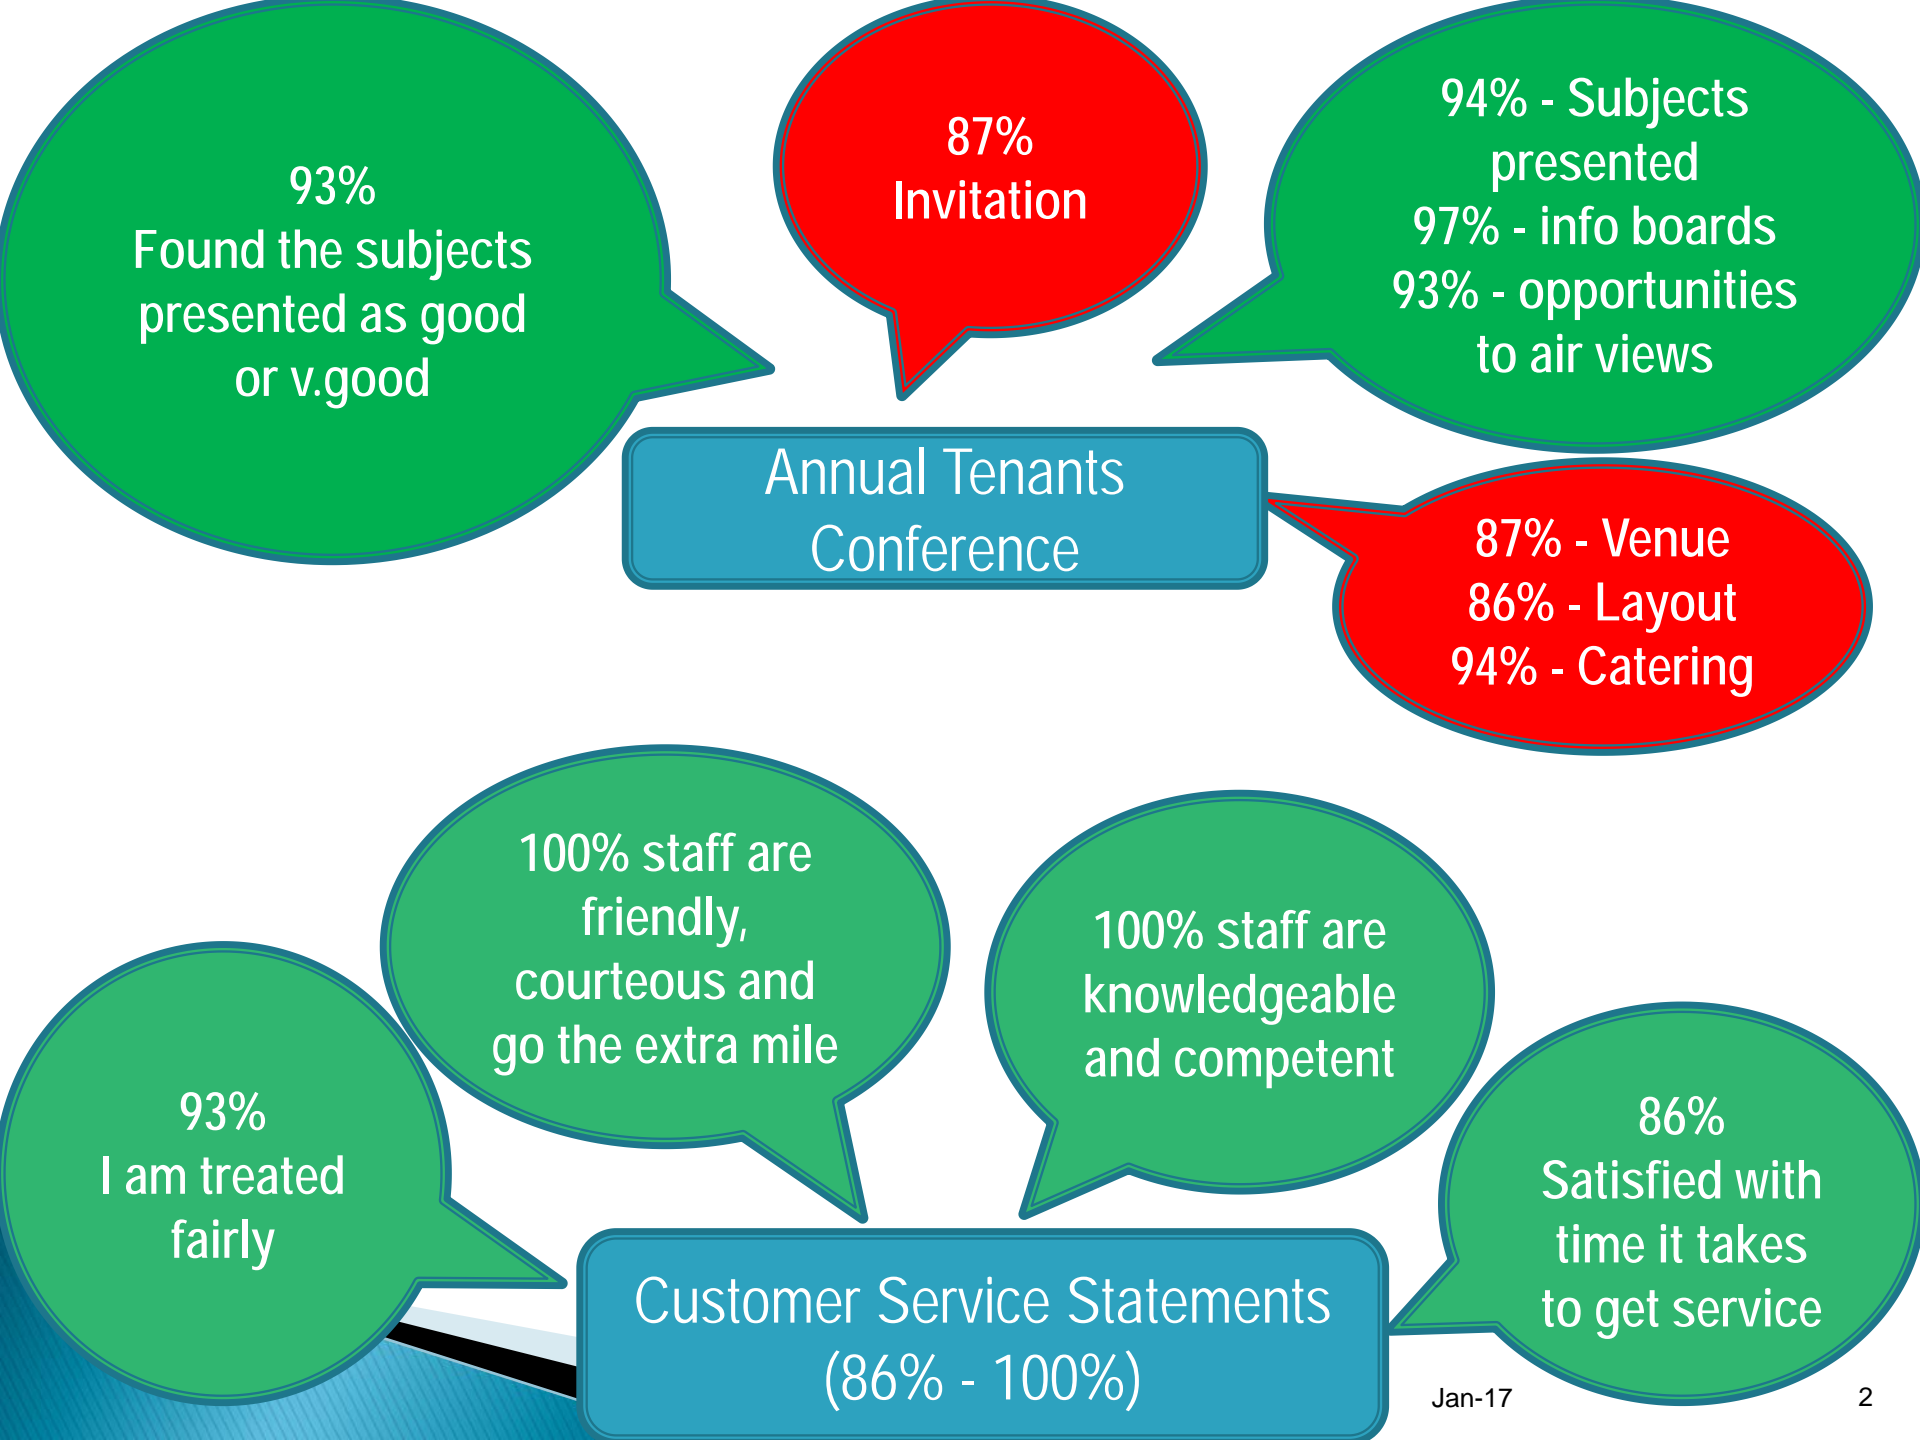 93%
Found the subjects
presented as good
or v.good
87%
Invitation
94% - Subjects
presented
97% - info boards
93% - opportunities
to air views
Annual Tenants
Conference
87% - Venue
86% - Layout
94% - Catering
100% staff are
friendly,
courteous and
go the extra mile
100% staff are
knowledgeable
and competent
93%
I am treated
fairly
86%
Satisfied with
time it takes
to get service
Customer Service Statements
(86% - 100%)
Jan-17
2